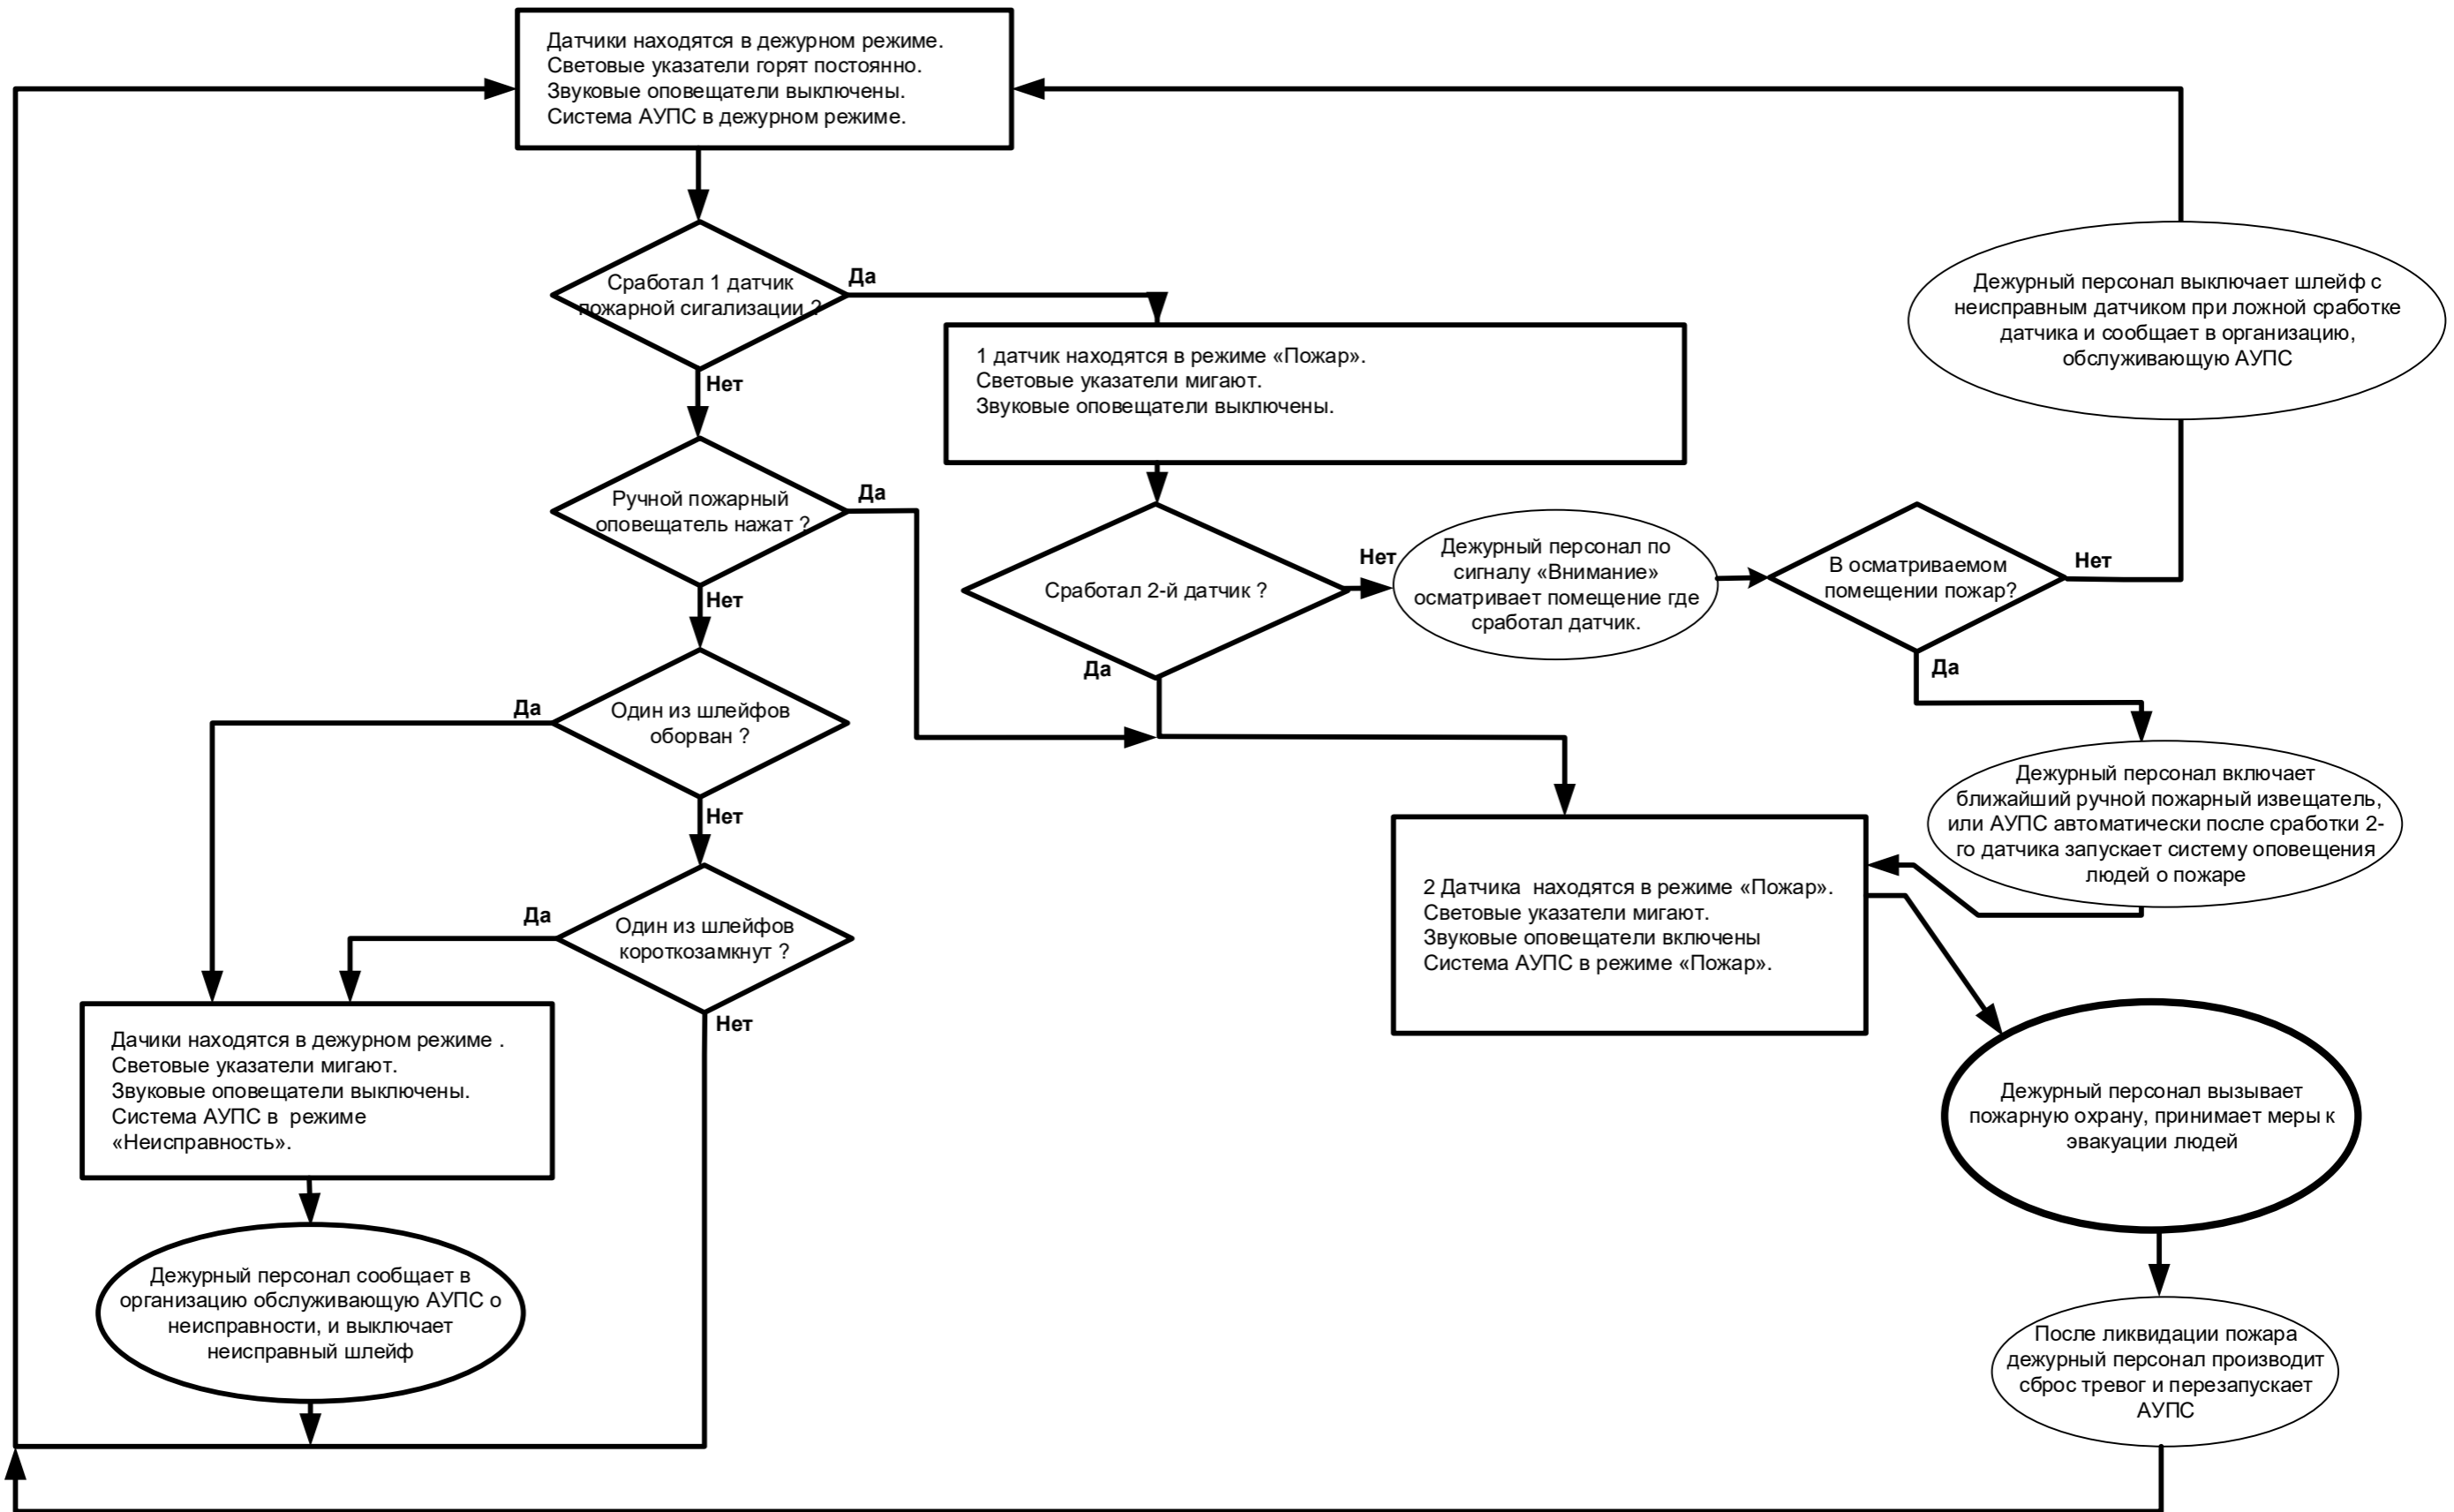 Датчики находятся в дежурном режиме.
Световые указатели горят постоянно.
Звуковые оповещатели выключены.
Система АУПС в дежурном режиме.
Сработал 1 датчик
пожарной сигализации ?
Да
Нет
Дежурный персонал выключает шлейф с
неисправным датчиком при ложной сработке
датчика и сообщает в организацию,
обслуживающую АУПС
1 датчик находятся в режиме «Пожар».
Световые указатели мигают.
Звуковые оповещатели выключены.
Ручной пожарный
оповещатель нажат ?
Да
Нет
Сработал 2-й датчик ?
Нет
Да
Дежурный персонал по
сигналу «Внимание»
осматривает помещение где
сработал датчик.
В осматриваемом
помещении пожар?
Нет
Да
Один из шлейфов
оборван ?
Да
Нет
Дежурный персонал включает
ближайший ручной пожарный извещатель,
или АУПС автоматически после сработки 2-
го датчика запускает систему оповещения
людей о пожаре
Один из шлейфов
короткозамкнут ?
Да
Нет
2 Датчика находятся в режиме «Пожар».
Световые указатели мигают.
Звуковые оповещатели включены
Система АУПС в режиме «Пожар».
Дачики находятся в дежурном режиме .
Световые указатели мигают.
Звуковые оповещатели выключены.
Система АУПС в режиме
«Неисправность».
Дежурный персонал вызывает
пожарную охрану, принимает меры к
эвакуации людей
Дежурный персонал сообщает в
организацию обслуживающую АУПС о
неисправности, и выключает
неисправный шлейф
После ликвидации пожара
дежурный персонал производит
сброс тревог и перезапускает
АУПС